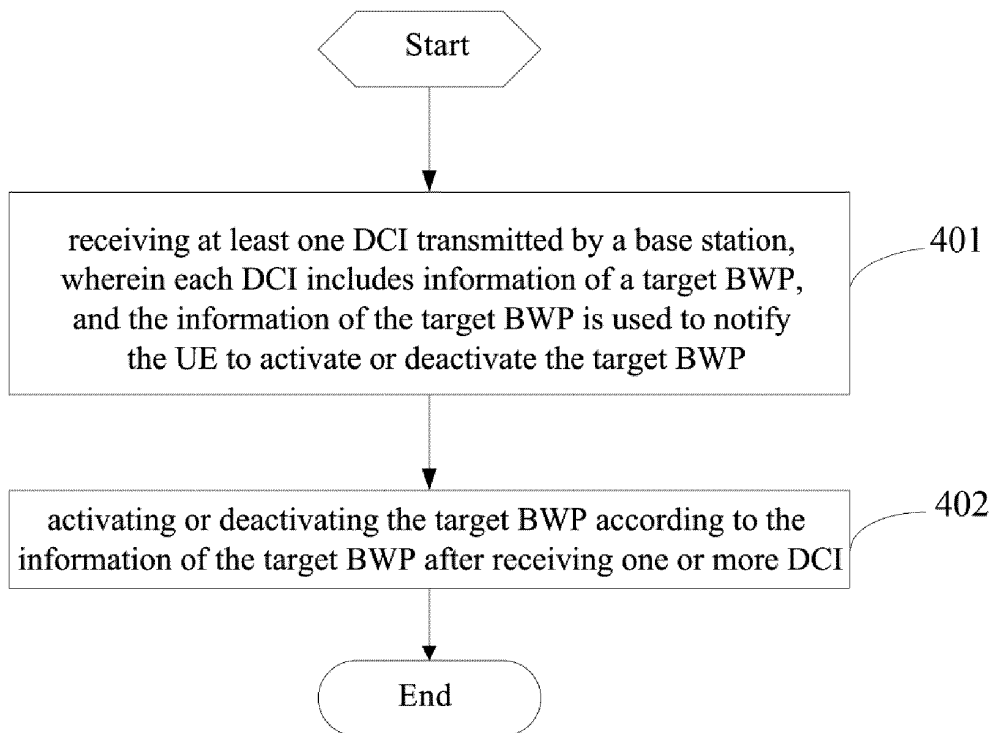 Start
receiving at least one DCI transmitted by a base station,
wherein each DCI includes information of a target BWP,
and the information of the target BWP is used to notify
the UE to activate or deactivate the target BWP
401
activating or deactivating the target BWP according to the
information of the target BWP after receiving one or more DCI
402
End